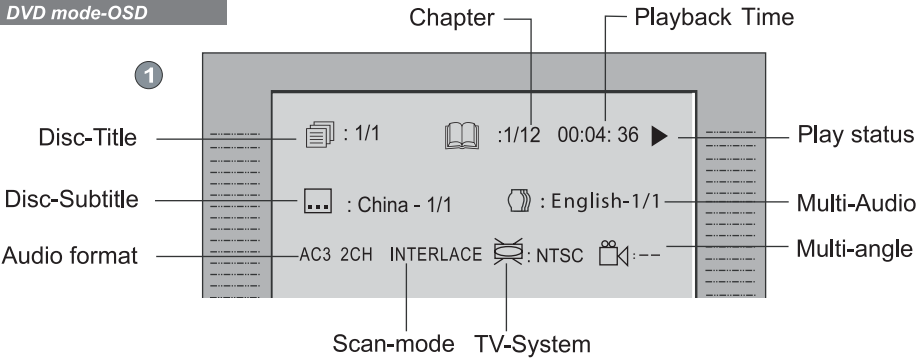 DVD mode-OSD
Chapter Playback Time
1
Disc-Title : 1/1 :1/12 00:04: 36 Play status
Disc-Subtitle : China - 1/1 : English-1/1 Multi-Audio
Audio format AC3 2CH INTERLACE : NTSC :-- Multi-angle
Scan-mode TV-System